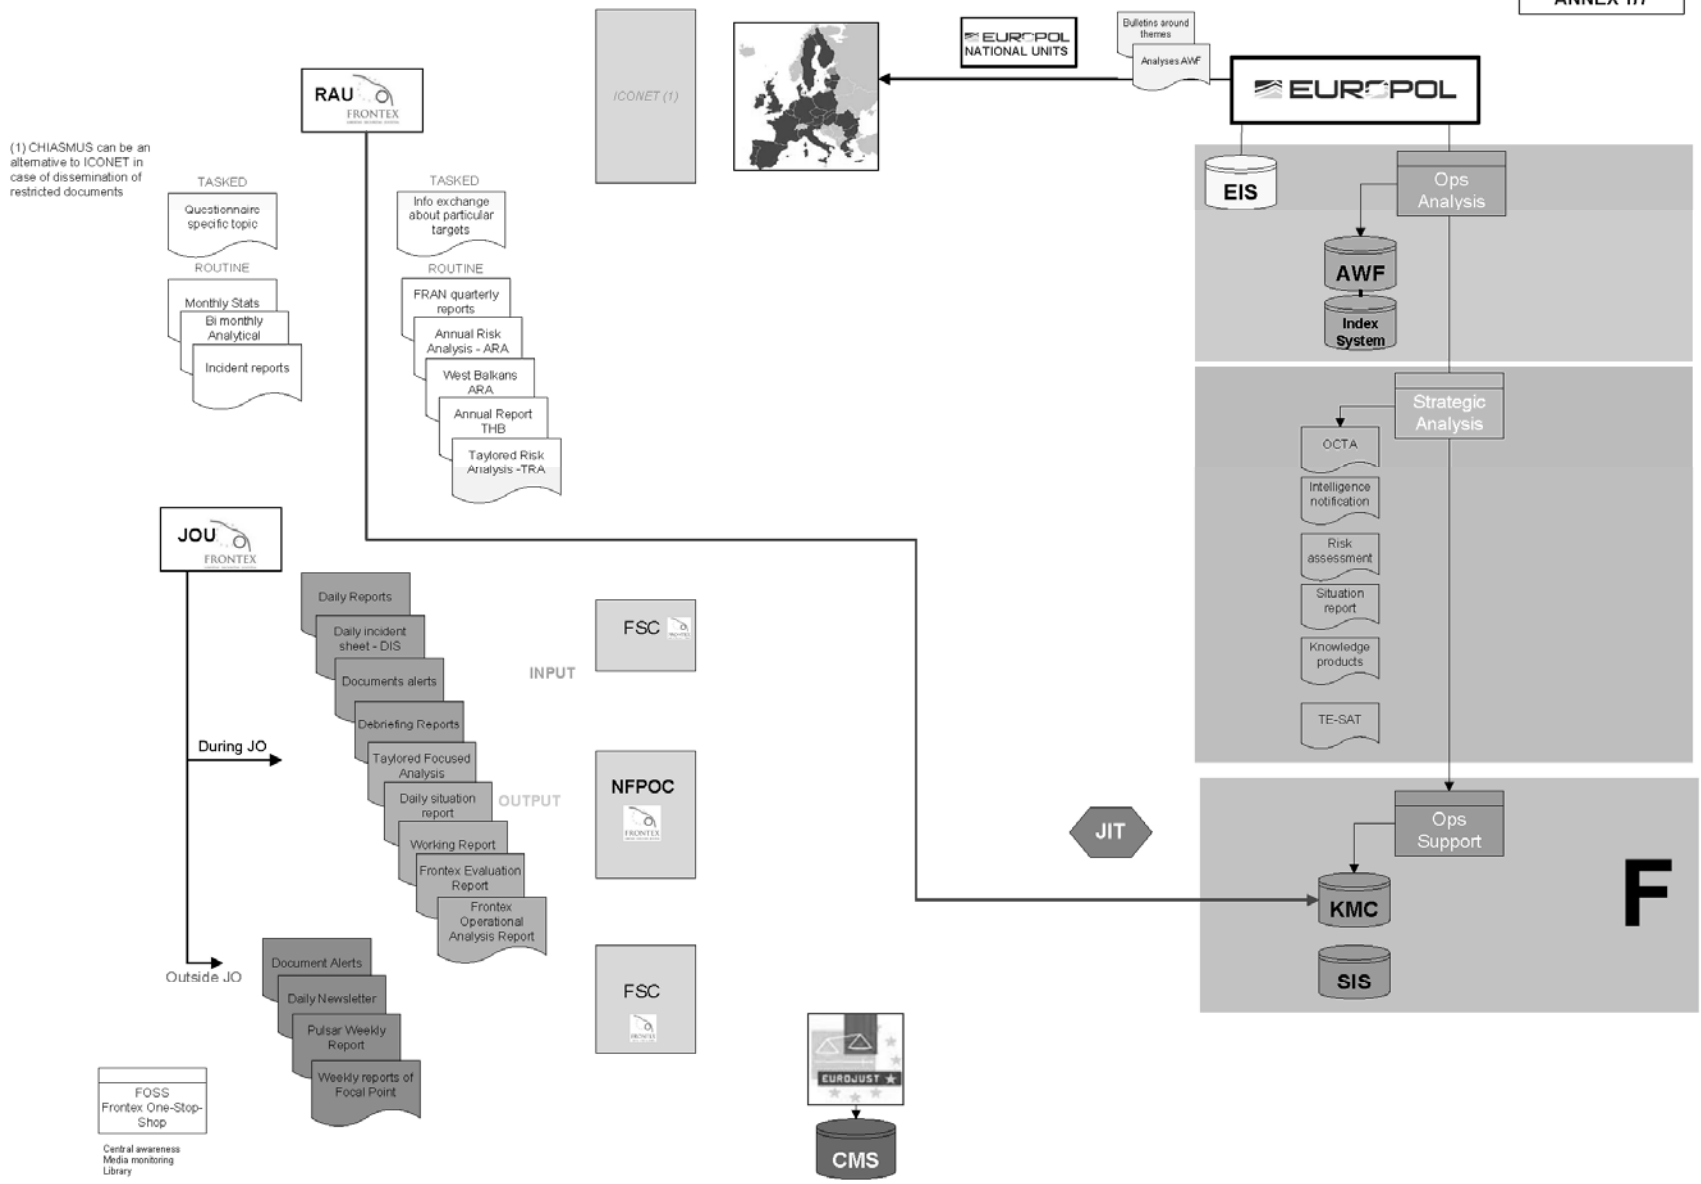 ANNEX 1/7
RAU
FRONTEX
ICONET (1)
EUROPOL
NATIONAL UNITS
Bulletins around
themes
Analyses AWF
EUROPOL
(1) CHIASMUS can be an
alternative to ICONET in
case of dissemination of
restricted documents
TASKED
Questionnaire
specific topic
ROUTINE
Monthly Stats
Bi monthly
Analytical
Incident reports
TASKED
Info exchange
about particular
targets
ROUTINE
FRAN quarterly
reports
Annual Risk
Analysis - ARA
West Balkans
ARA
Annual Report
THB
Taylored Risk
Analysis -TRA
EIS
Ops
Analysis
AWF
Index
System
Strategic
Analysis
OCTA
Intelligence
notification
Risk
assessment
Situation
report
Knowledge
products
TE-SAT
JOU
FRONTEX
During JO
Outside JO
Daily Reports
Daily incident
sheet - DIS
Documents alerts
Debriefing Reports
Taylored Focused
Analysis
Daily situation
report
Working Report
Frontex Evaluation
Report
Frontex
Operational
Analysis Report
INPUT
OUTPUT
FSC
NFPOC
FRONTEX
FSC
JIT
Ops
Support
KMC
SIS
F
Document Alerts
Daily Newsletter
Pulsar Weekly
Report
Weekly reports of
Focal Point
FOSS
Frontex One-Stop-
Shop
Central awareness
Media monitoring
Library
EUROJUST
CMS